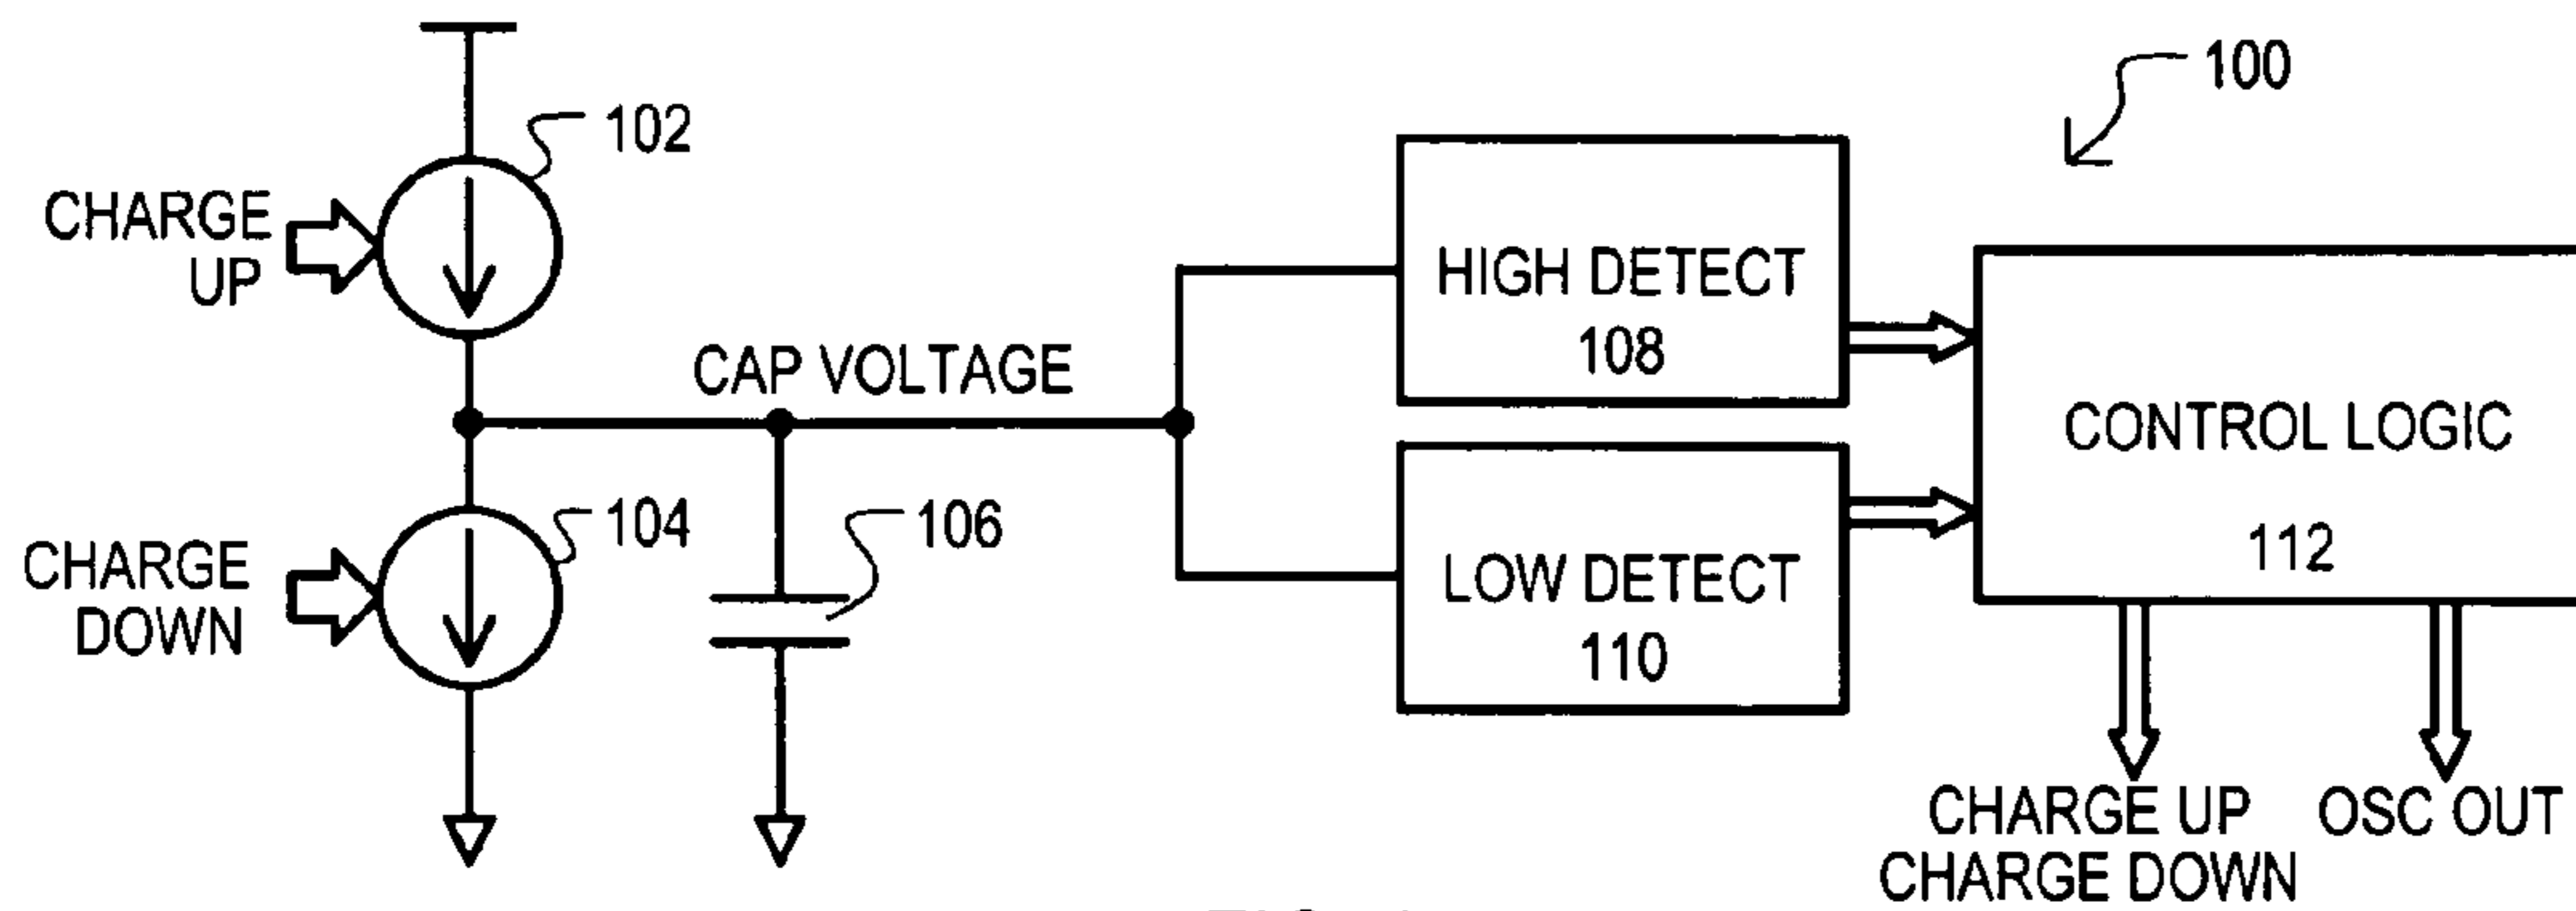 100
102
CHARGE
UP
HIGH DETECT
108
CAP VOLTAGE
CONTROL LOGIC
112
104
106
CHARGE
DOWN
LOW DETECT
110
CHARGE UP
CHARGE DOWN
OSC OUT